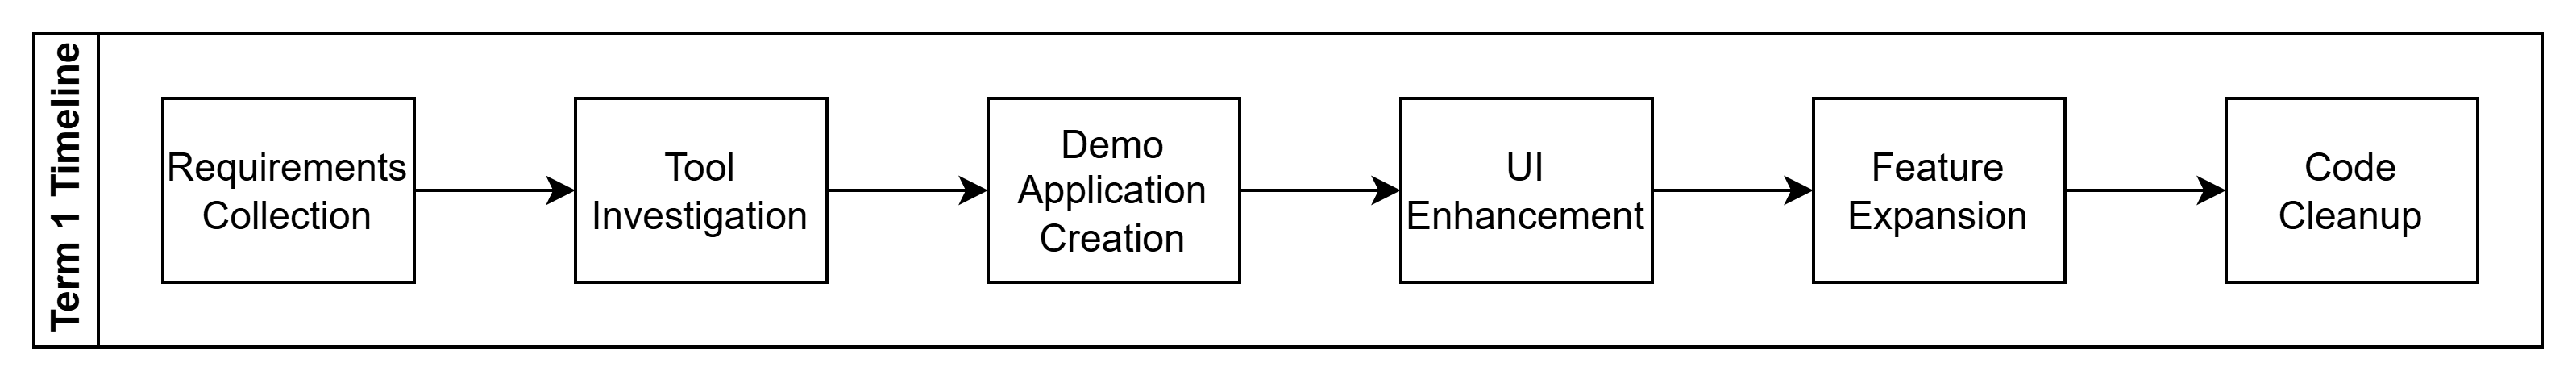 Term 1 Timeline
Requirements
Collection
Tool
Investigation
Demo
Application
Creation
UI
Enhancement
Feature
Expansion
Code
Cleanup